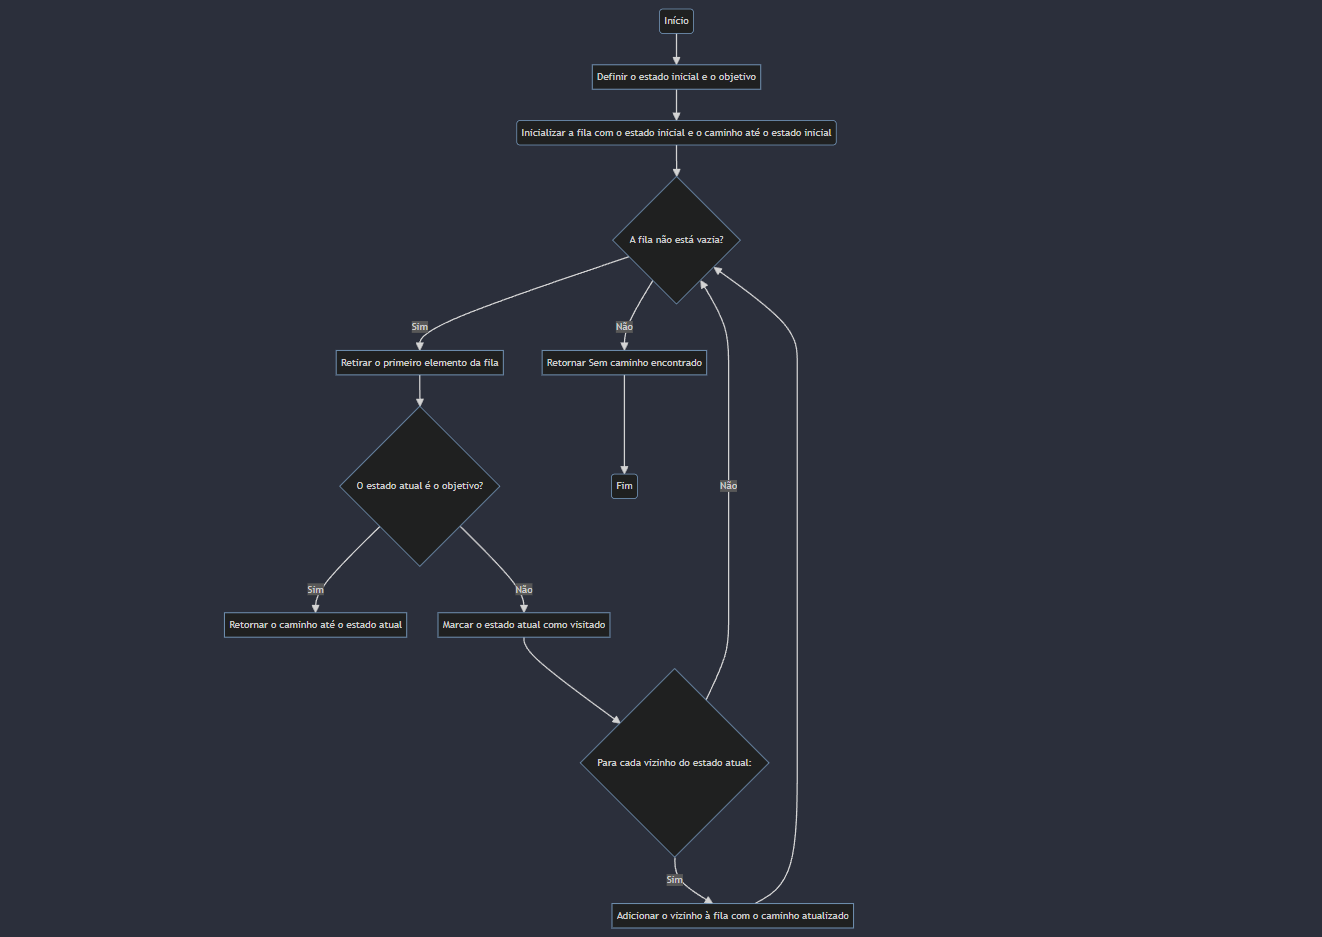 Início
Definir o estado inicial e o objetivo
Inicializar a fila com o estado inicial e o caminho até o estado inicial
A fila não está vazia?
Sim
Não
Retirar o primeiro elemento da fila
Retornar Sem caminho encontrado
O estado atual é o objetivo?
Fim
Não
Sim
Não
Retornar o caminho até o estado atual
Marcar o estado atual como visitado
Para cada vizinho do estado atual:
Sim
Adicionar o vizinho à fila com o caminho atualizado